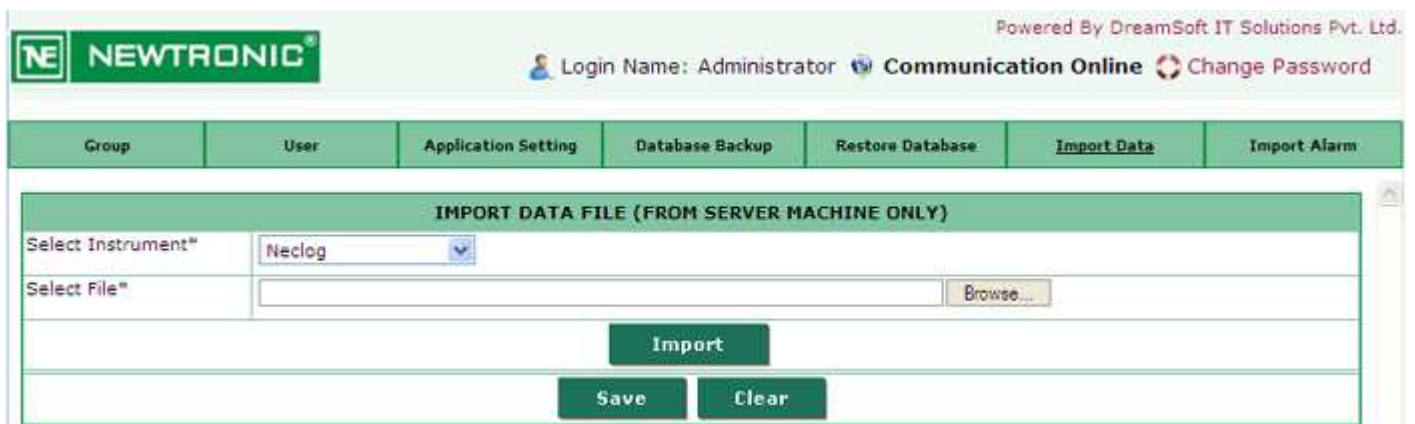 Powered By DreamSoft IT Solutions Pvt. Ltd.
NE NEWTRONIC®
Login Name: Administrator Communication Online Change Password
Group User Application Setting Database Backup Restore Database Import Data Import Alarm
IMPORT DATA FILE (FROM SERVER MACHINE ONLY)
Select Instrument* Neclog
Select File* Browse...
Import
Save Clear